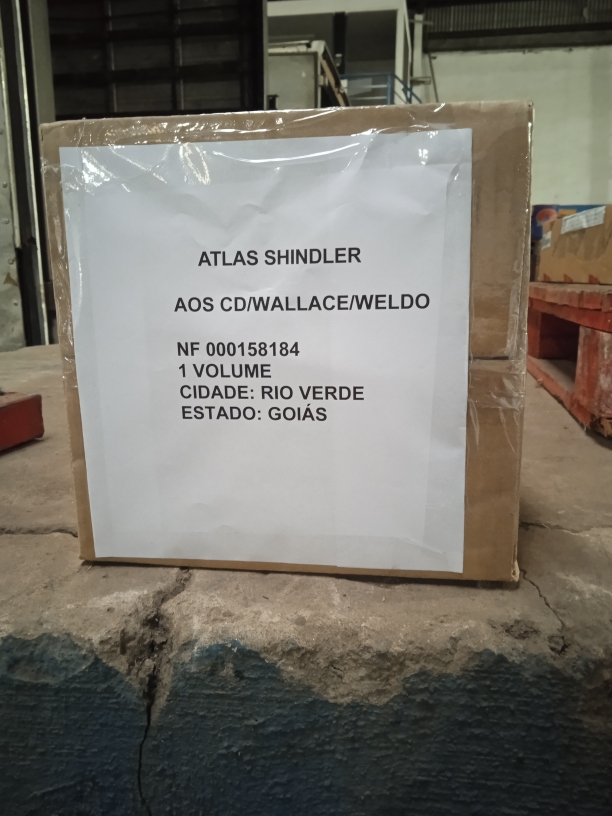 ATLAS SHINDLER
AOS CD/WALLACE/WELDO
NF 000158184
1 VOLUME
CIDADE: RIO VERDE
ESTADO: GOIÁS